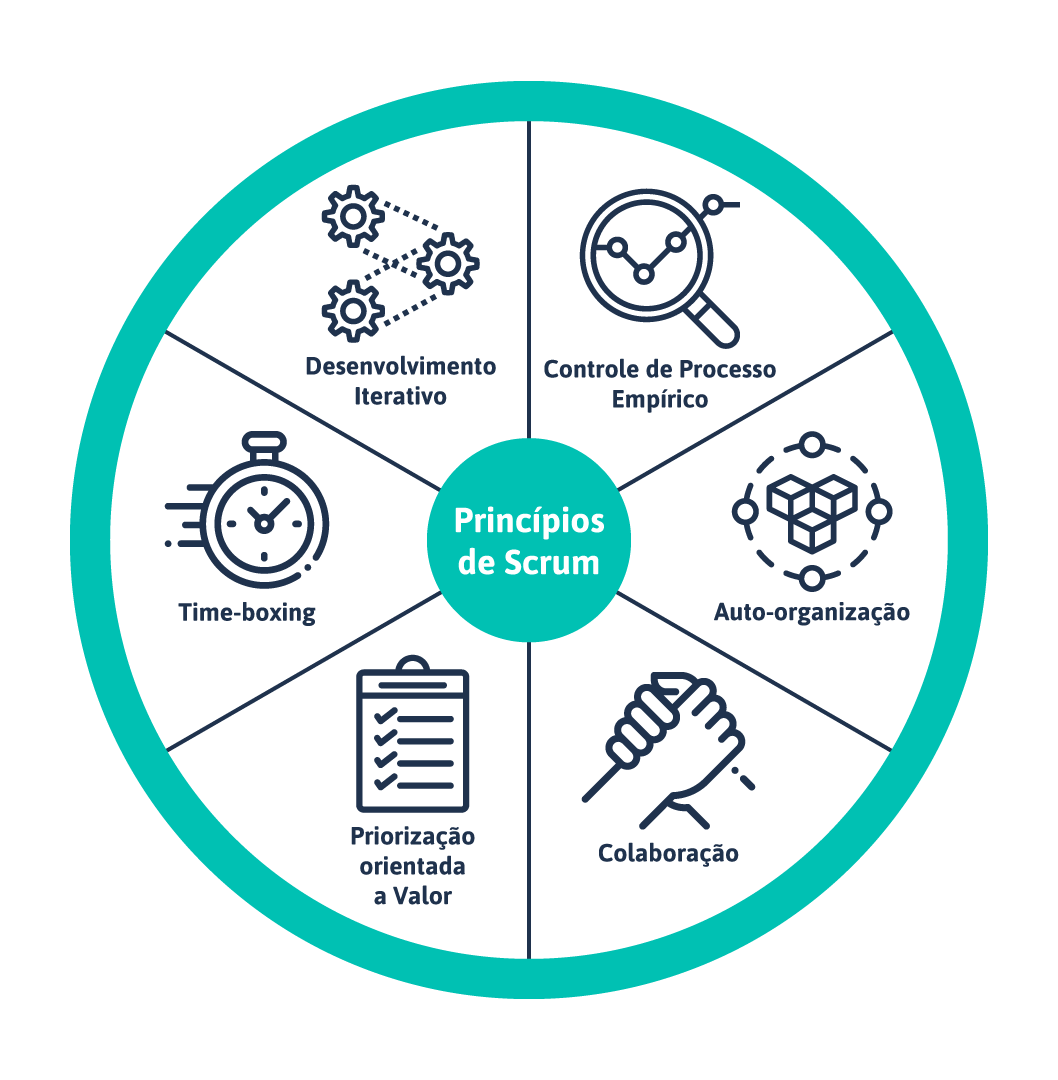 Princípios
de Scrum
Controle de Processo
Empírico
Auto-organização
Colaboração
Priorização
orientada
a Valor
Time-boxing
Desenvolvimento
Iterativo